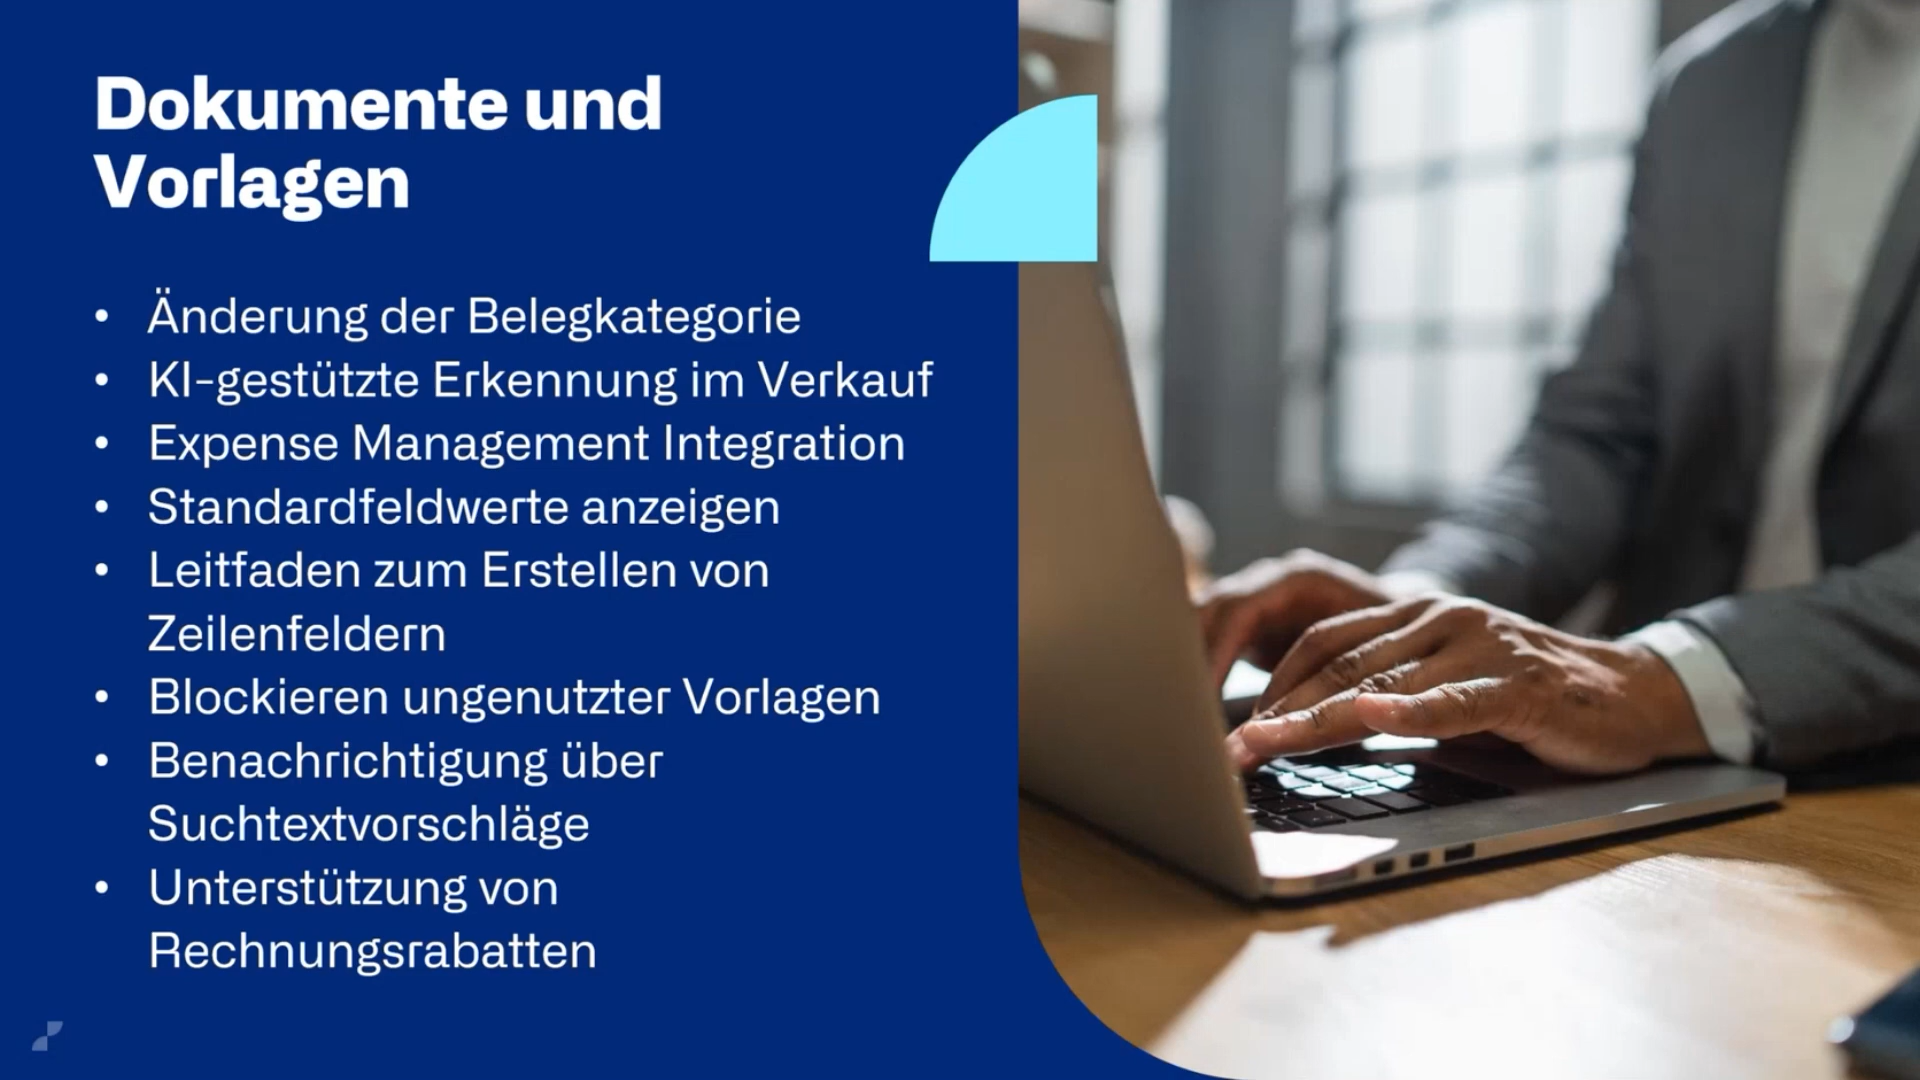 Dokumente und
Vorlagen
• Änderung der Belegkategorie
• KI-gestützte Erkennung im Verkauf
• Expense Management Integration
• Standardfeldwerte anzeigen
• Leitfaden zum Erstellen von
Zeilenfeldern
• Blockieren ungenutzter Vorlagen
• Benachrichtigung über
Suchtextvorschläge
• Unterstützung von
Rechnungsrabatten